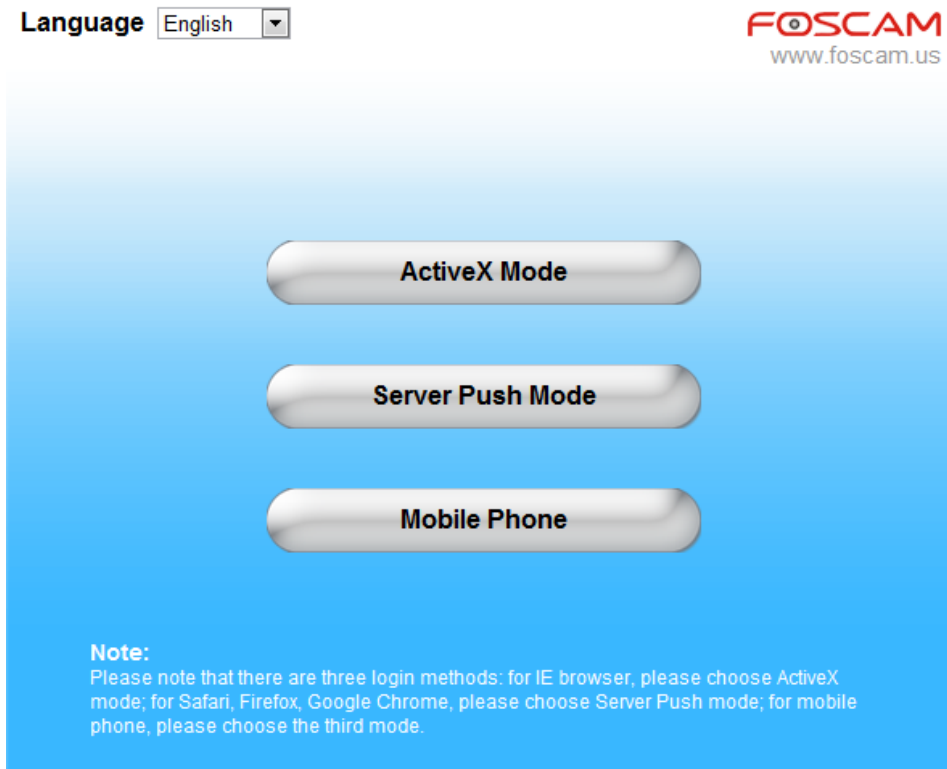 Language English
FOSCAM
www.foscam.us
ActiveX Mode
Server Push Mode
Mobile Phone
Note:
Please note that there are three login methods: for IE browser, please choose ActiveX
mode; for Safari, Firefox, Google Chrome, please choose Server Push mode; for mobile
phone, please choose the third mode.